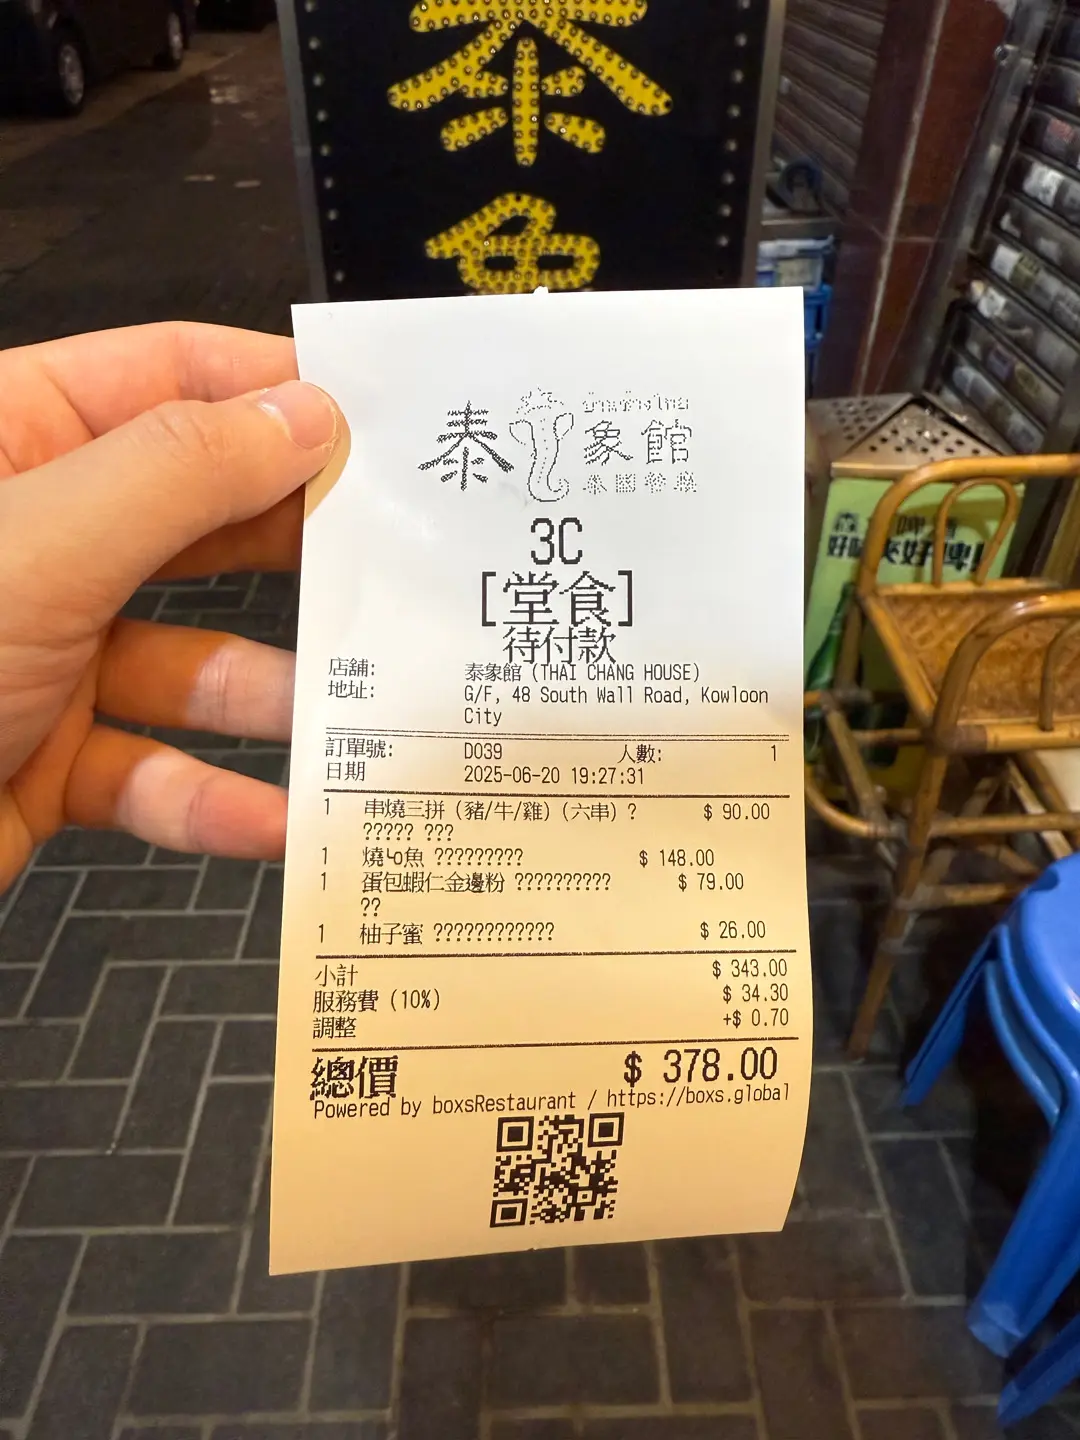 泰
象館
泰國餐廳
3C
[堂食]
待付款
店舖: 泰象館 (THAI CHANG HOUSE)
地址: G/F, 48 South Wall Road, Kowloon
City
訂單號: D039 人數: 1
日期 2025-06-20 19:27:31
1 串燒三拼 (豬/牛/雞) (六串) ? $ 90.00
????? ???
1 燒乌魚 ????????? $ 148.00
1 蛋包蝦仁金邊粉 ?????????? $ 79.00
??
1 柚子蜜 ???????????? $ 26.00
小計 $ 343.00
服務費 (10%) $ 34.30
調整 +$ 0.70
總價 $ 378.00
Powered by boxsRestaurant / https://boxs.global
好啤!